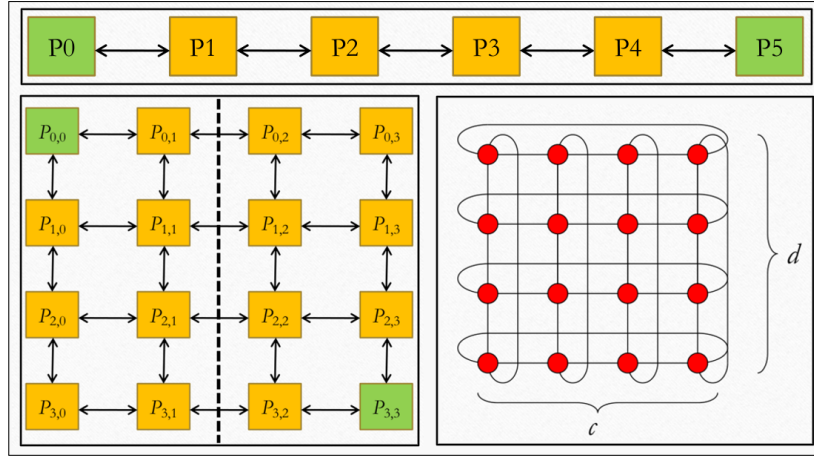 P0 P1 P2 P3 P4 P5
P0,0 P0,1 P0,2 P0,3
P1,0 P1,1 P1,2 P1,3
P2,0 P2,1 P2,2 P2,3
P3,0 P3,1 P3,2 P3,3
d
c